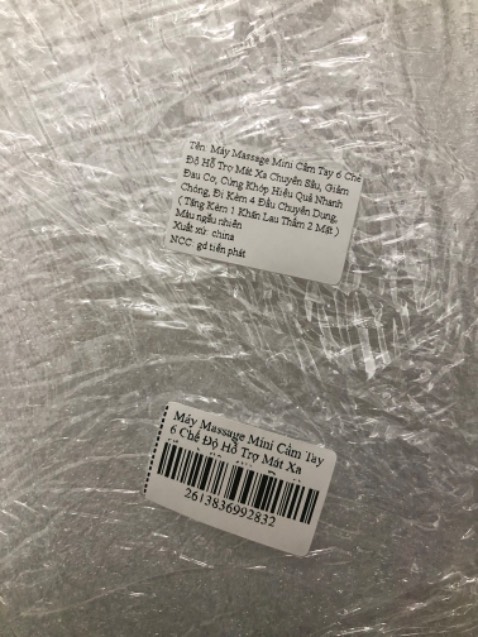 Tên: Máy Massage Mini Cầm Tay 6 Chế
Độ Hỗ Trợ Mát Xa Chuyên Sâu, Giảm
Đau Cơ, Cứng Khớp Hiệu Quả Nhanh
Chóng, Đi Kèm 4 Đầu Chuyên Dụng,
( Tặng Kèm 1 Khăn Lau Thấm 2 Mặt )
Màu ngẫu nhiên
Xuất xứ: china
NCC: gd tiến phát
Máy Massage Mini Cầm Tay
6 Chế Độ Hỗ Trợ Mát Xa
2613836992832